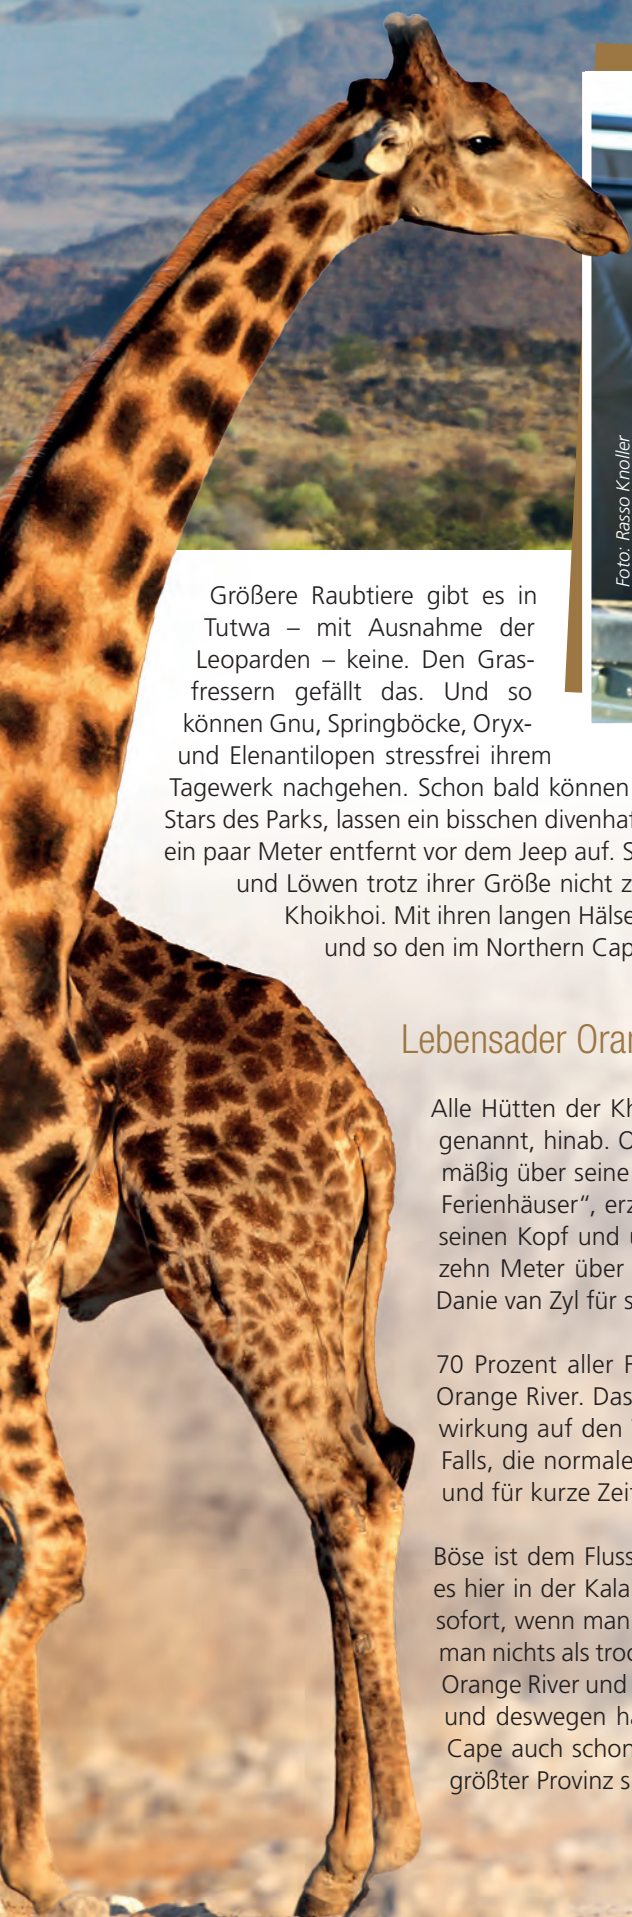 Foto: Rasso Knoller
Größere Raubtiere gibt es in
Tutwa – mit Ausnahme der
Leoparden – keine. Den Gras-
fressern gefällt das. Und so
können Gnu, Springböcke, Oryx-
und Elenantilopen stressfrei ihrem
Tagewerk nachgehen. Schon bald können
Stars des Parks, lassen ein bisschen divenhaf
ein paar Meter entfernt vor dem Jeep auf. S
und Löwen trotz ihrer Größe nicht z
Khoikhoi. Mit ihren langen Hälse
und so den im Northern Cap
Lebensader Oran
Alle Hütten der Kh
genannt, hinab. O
mäßig über seine
Ferienhäuser“, erz
seinen Kopf und u
zehn Meter über
Danie van Zyl für s
70 Prozent aller F
Orange River. Das
wirkung auf den
Falls, die normale
und für kurze Zei
Böse ist dem Fluss
es hier in der Kala
sofort, wenn man
man nichts als troc
Orange River und
und deswegen ha
Cape auch schon
größter Provinz s